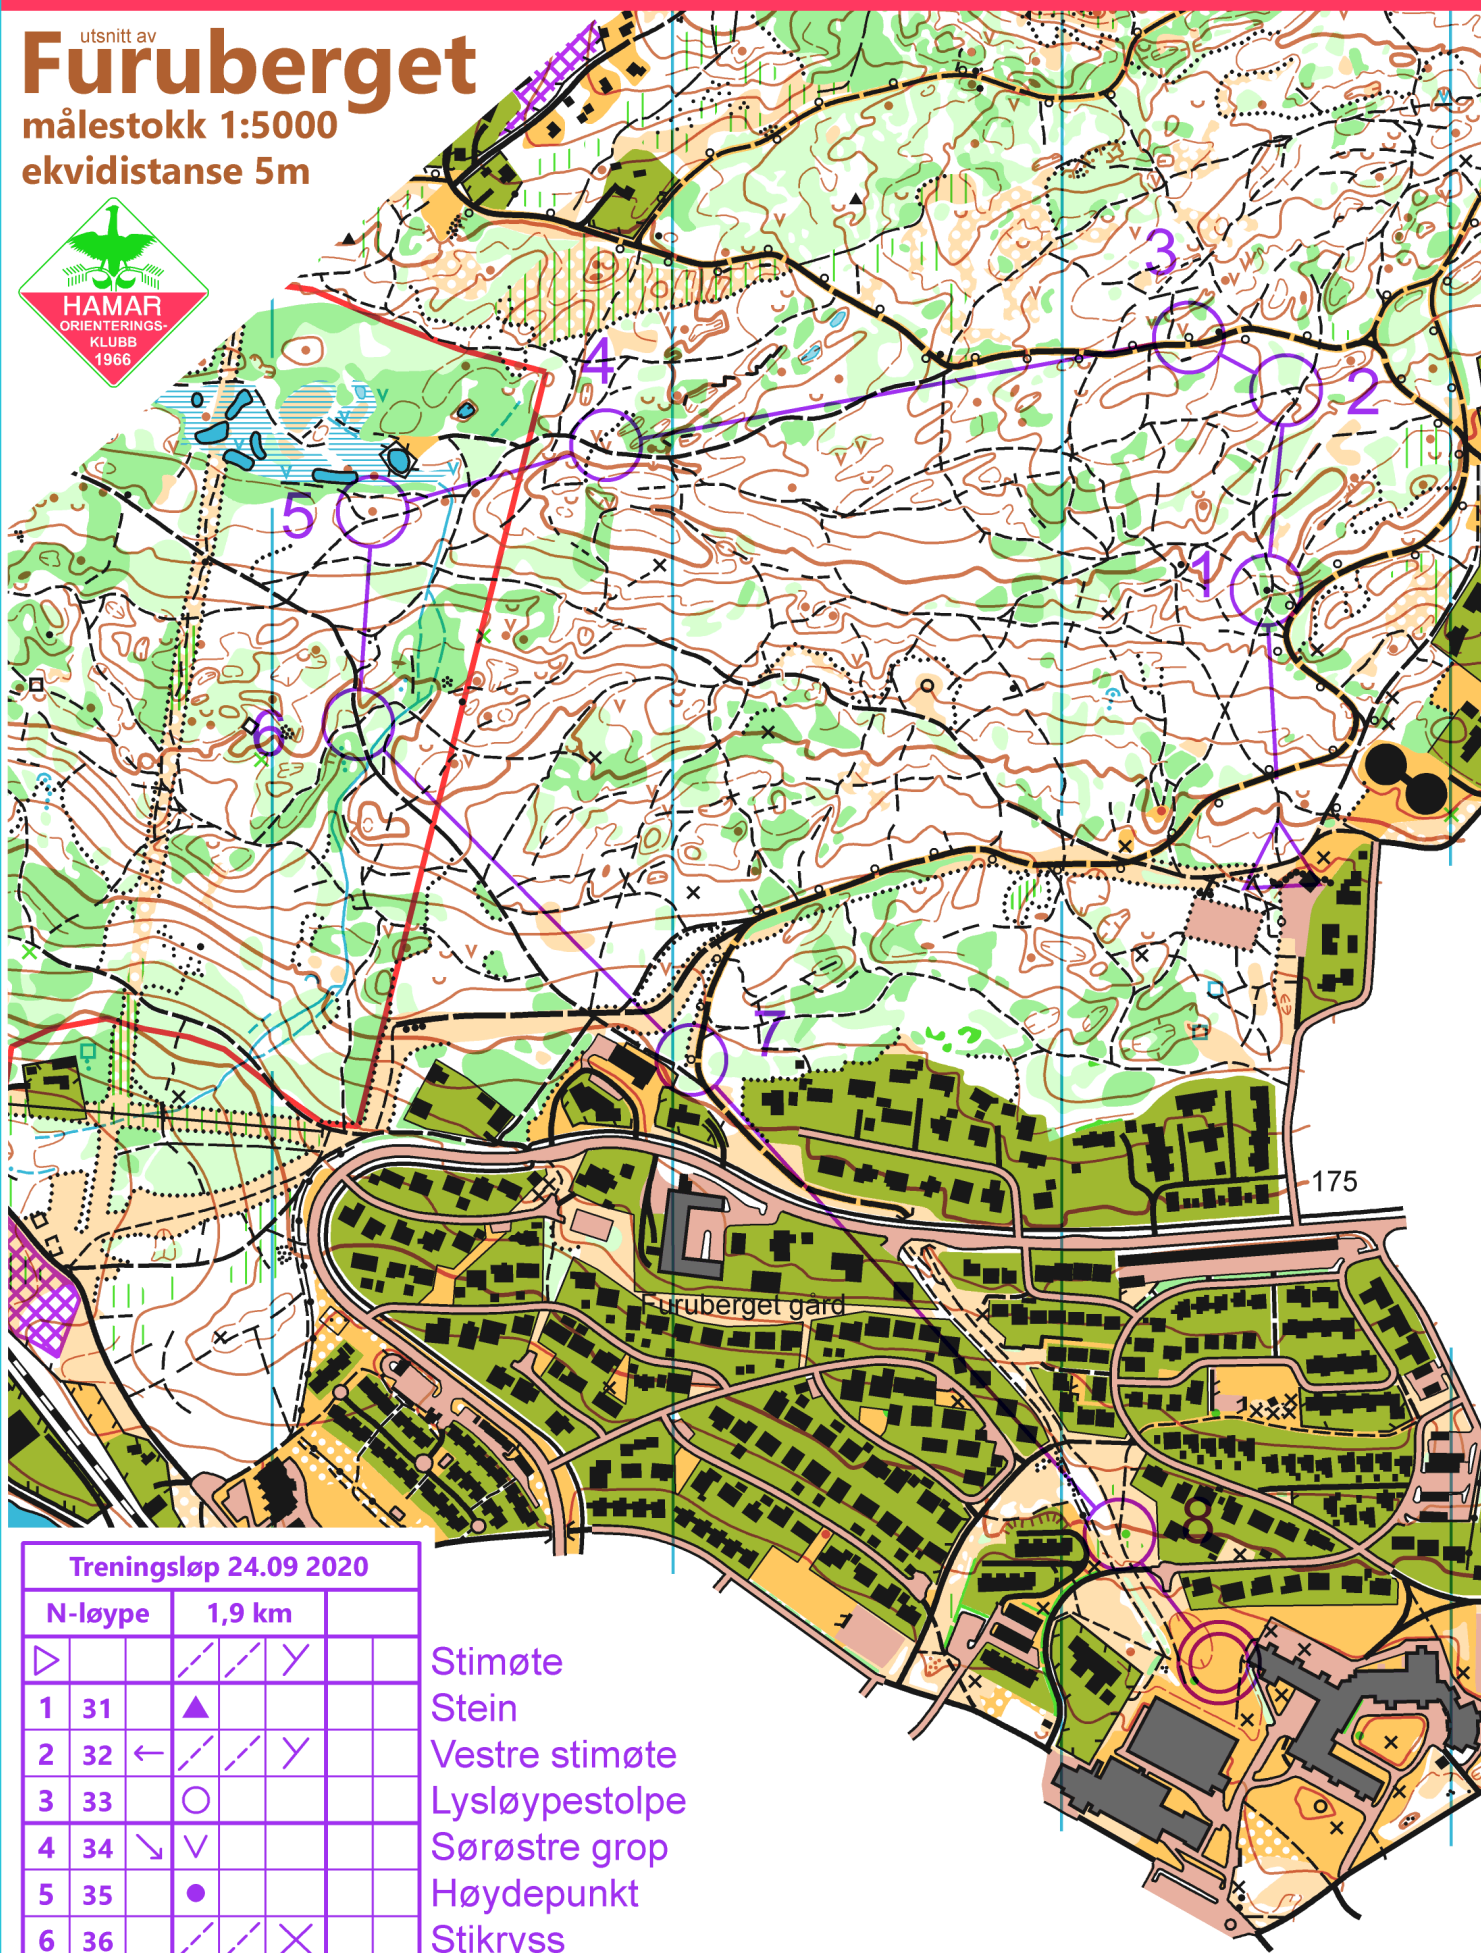 utsnitt av
Furuberget
målestokk 1:5000
ekvidistanse 5m
HAMAR
ORIENTERINGS-
KLUBB
1966
3
4
2
5
1
6
7
175
Furuberget gård
8
Treningsløp 24.09 2020
N-løype 1,9 km
Stimøte
1 31 Stein
2 32 Vestre stimøte
3 33 Lysløypestolpe
4 34 Sørøstre grop
5 35 Høydepunkt
6 36 Stikryss